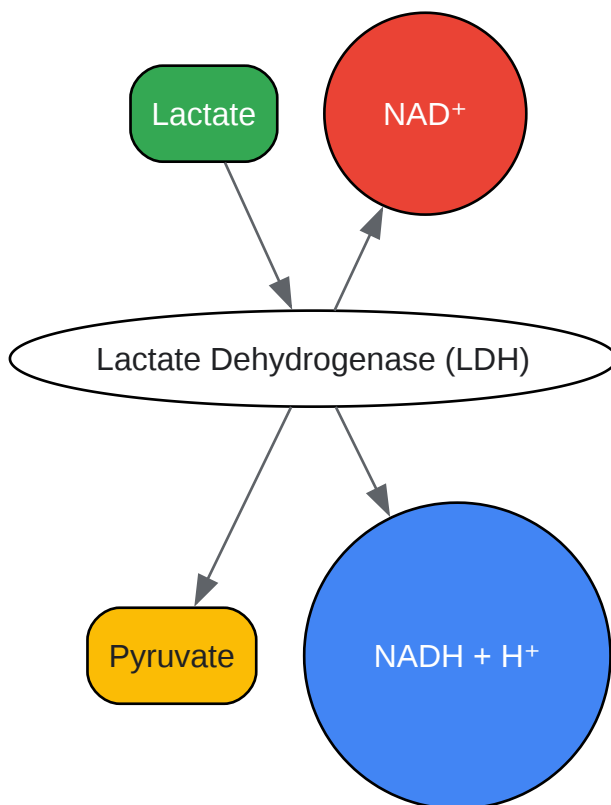 Lactate
NAD⁺
Lactate Dehydrogenase (LDH)
Pyruvate
NADH + H⁺